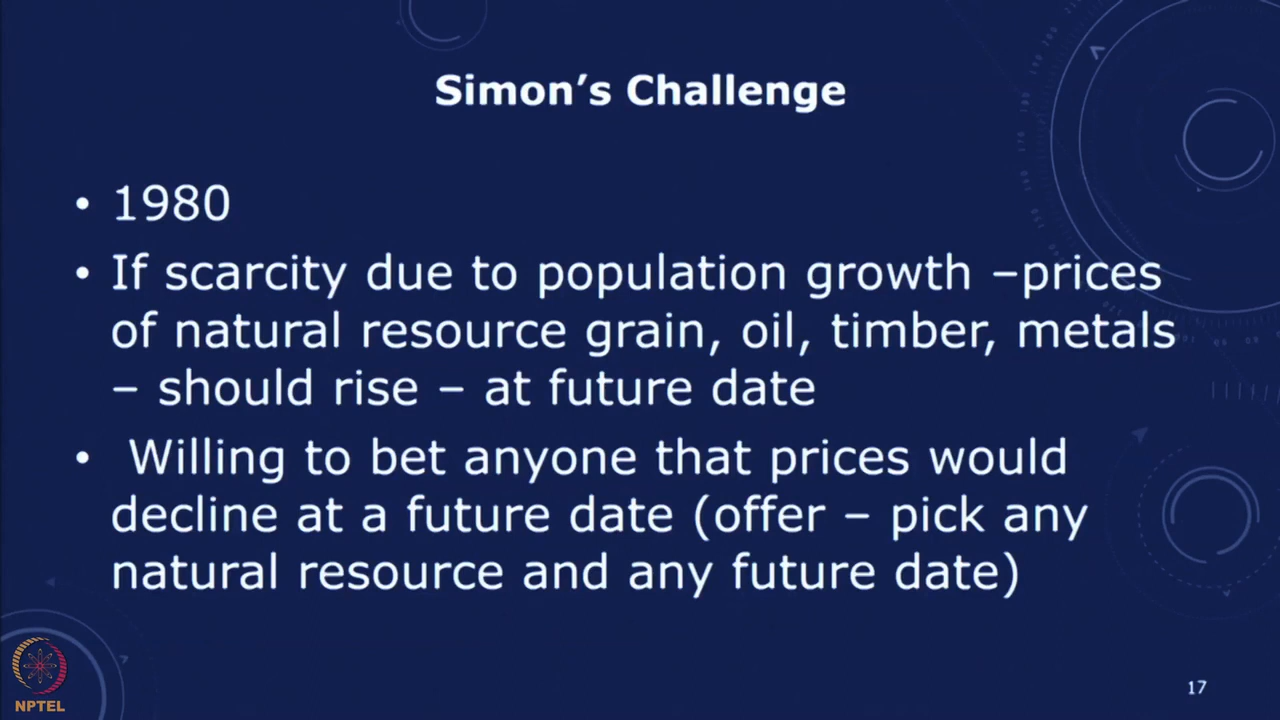 Simon's Challenge
• 1980
• If scarcity due to population growth –prices
of natural resource grain, oil, timber, metals
– should rise – at future date
• Willing to bet anyone that prices would
decline at a future date (offer – pick any
natural resource and any future date)
NPTEL
17